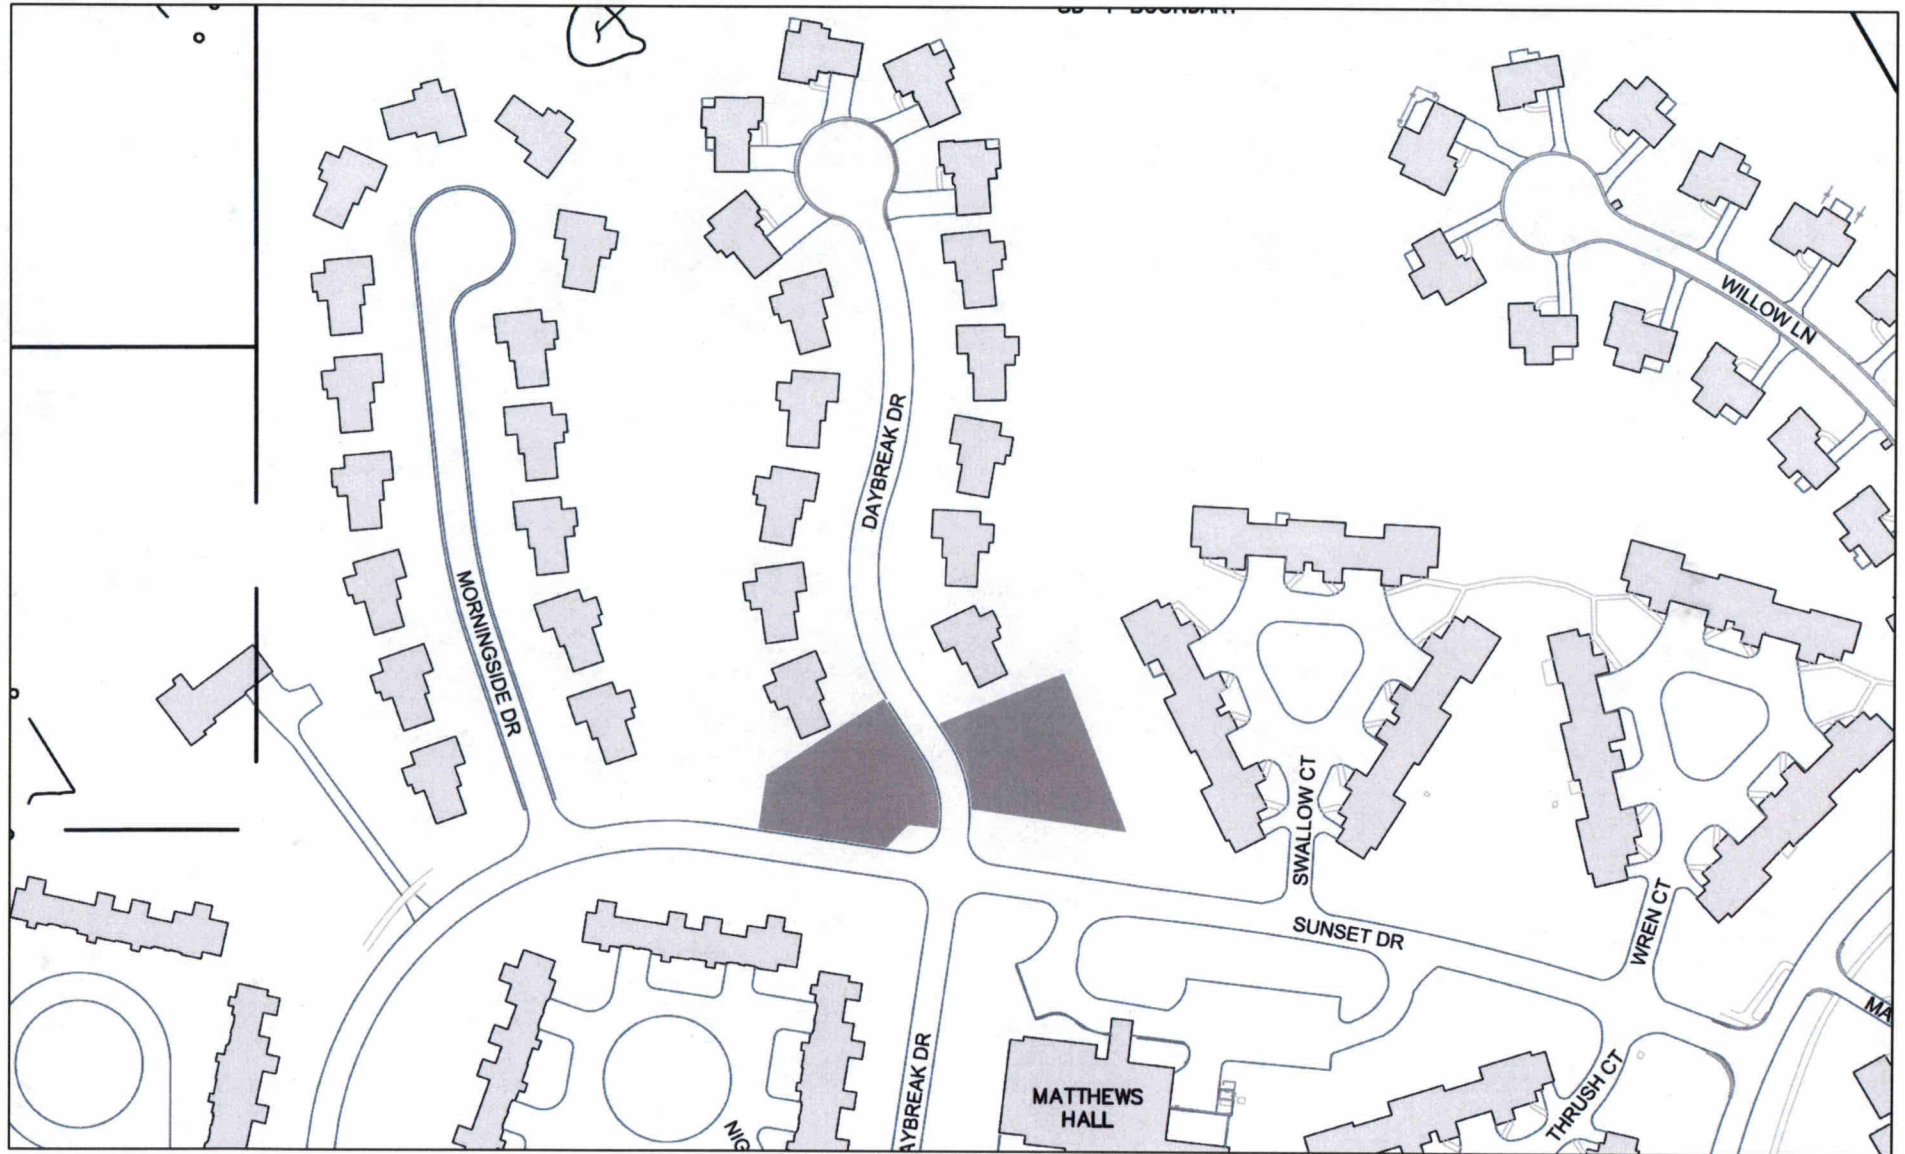 WILLOW LN
DAYBREAK DR
MORNINGSIDE DR
SWALLOW CT
SUNSET DR
WREN CT
MATTHEWS
HALL
THRUSH CT